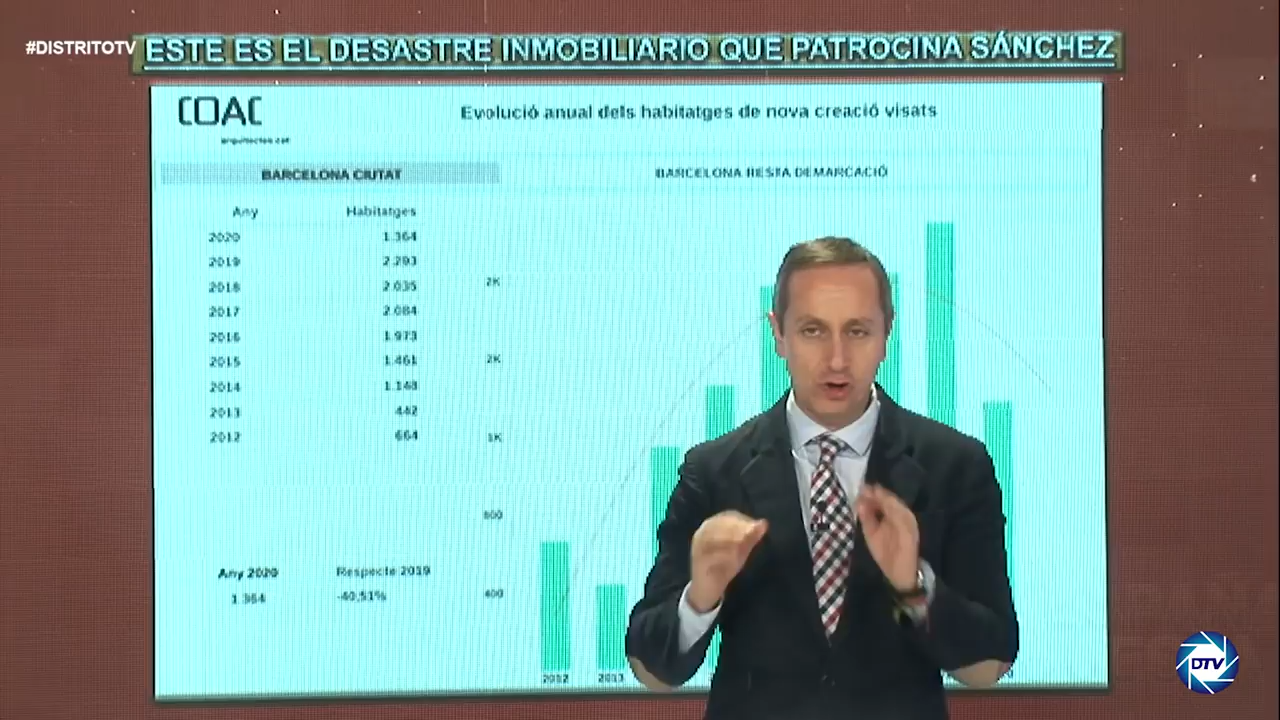 #DISTRITOTV
ESTE ES EL DESASTRE INMOBILIARIO QUE PATROCINA SÁNCHEZ
COAC
arquitectes.cat
Evolució anual dels habitatges de nova creació visats
BARCELONA CIUTAT
BARCELONA RESTA DEMARCACIÓ
Any Habitatges
2020 1.364
2019 2.293
2018 2.035
2017 2.084
2016 1.973
2015 1.461
2014 1.148
2013 442
2012 664
2K
2K
1K
800
400
Any 2020 Respecte 2019
1.364 -40,51%
2012 2013
DTV